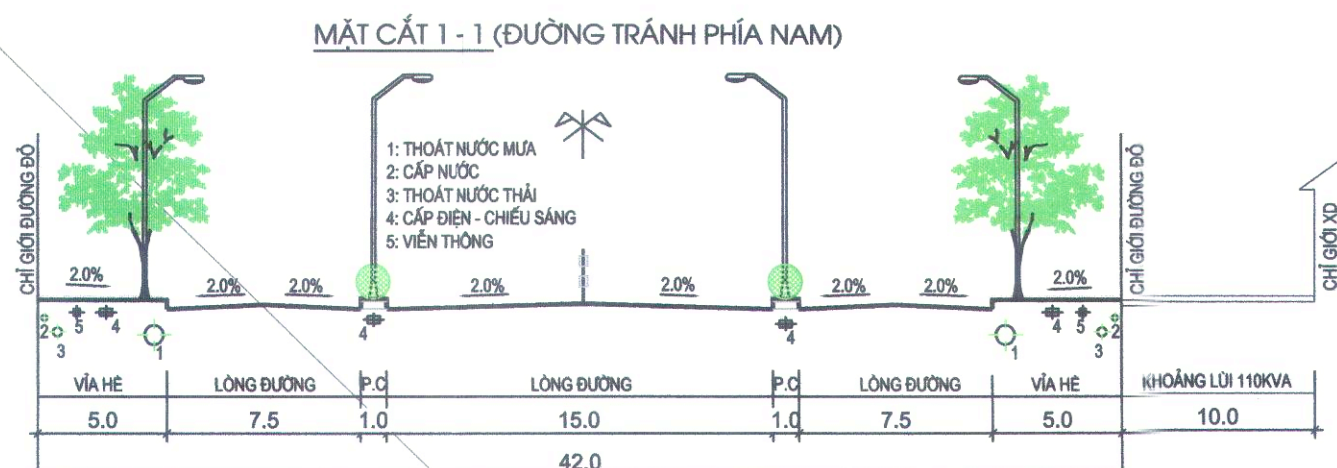 MẶT CẮT 1 - 1 (ĐƯỜNG TRÁNH PHÍA NAM)
1: THOÁT NƯỚC MƯA
2: CẤP NƯỚC
3: THOÁT NƯỚC THẢI
4: CẤP ĐIỆN - CHIẾU SÁNG
5: VIỄN THÔNG
CHỈ GIỚI ĐƯỜNG ĐỎ
CHỈ GIỚI ĐƯỜNG ĐỎ
CHỈ GIỚI XD
2.0% 2.0% 2.0% 2.0% 2.0% 2.0% 2.0% 2.0%
2 5 4 4 4 4 5 2
3 1 1 3
VỈA HÈ LÒNG ĐƯỜNG P.C LÒNG ĐƯỜNG P.C LÒNG ĐƯỜNG VỈA HÈ KHOẢNG LÙI 110KVA
5.0 7.5 1.0 15.0 1.0 7.5 5.0 10.0
42.0